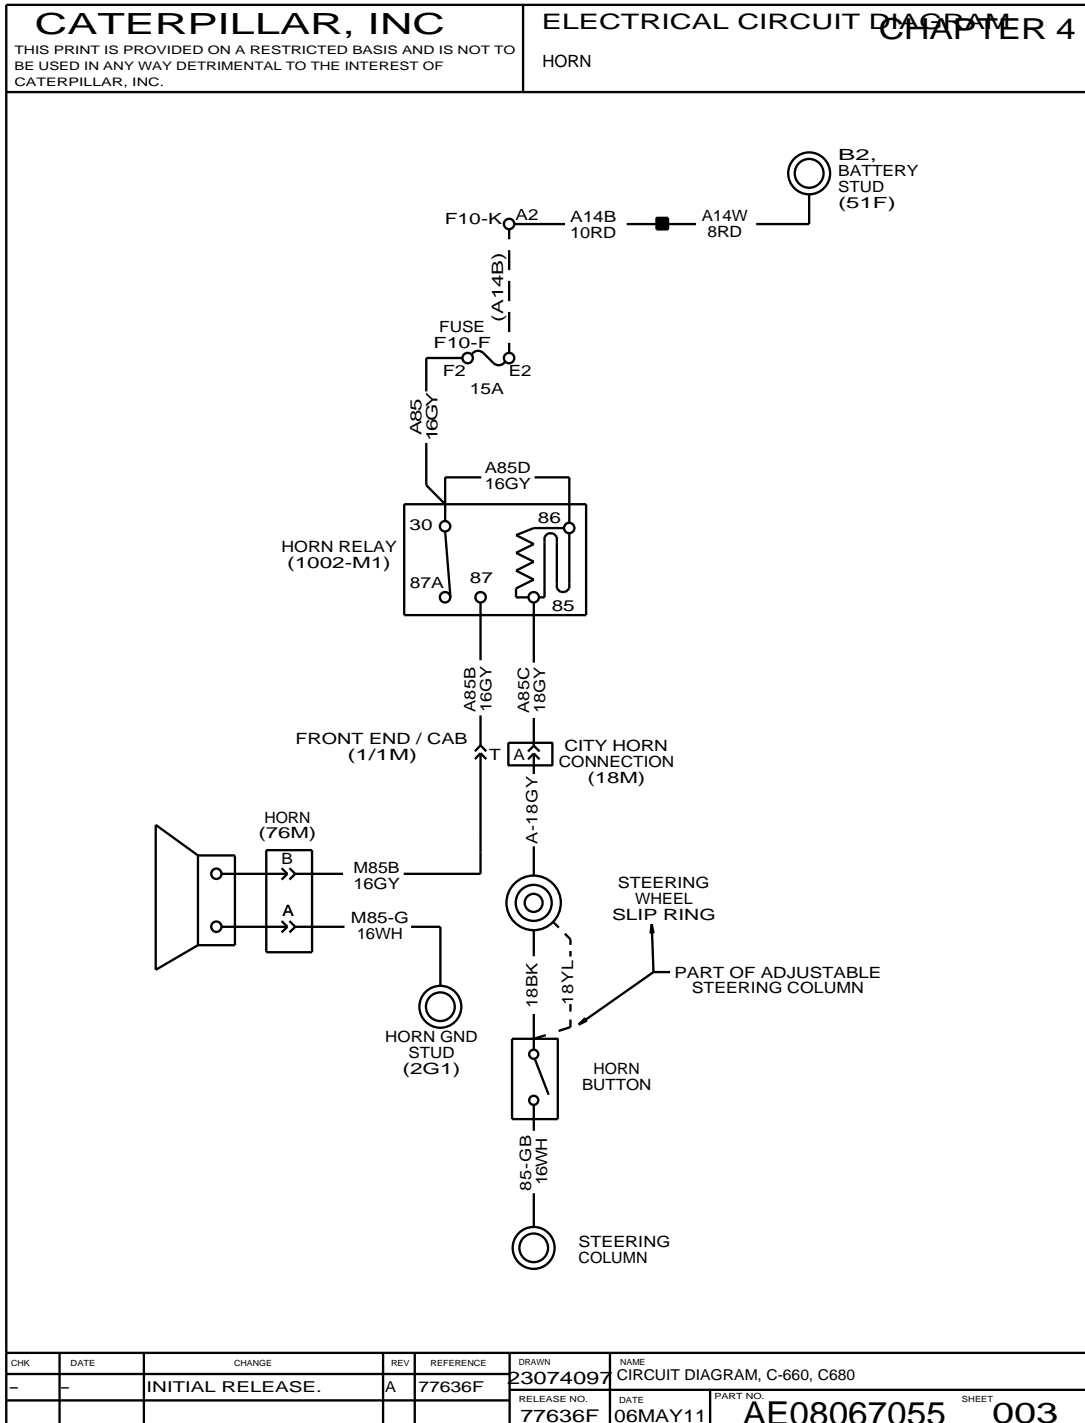 CATERPILLAR, INC
THIS PRINT IS PROVIDED ON A RESTRICTED BASIS AND IS NOT TO
BE USED IN ANY WAY DETRIMENTAL TO THE INTEREST OF
CATERPILLAR, INC.
ELECTRICAL CIRCUIT DIAGRAM
CHAPTER 4
HORN
B2,
BATTERY
STUD
(51F)
F10-K
A2
A14B
10RD
A14W
8RD
(A14B)
FUSE
F10-F
F2
E2
15A
A85
16GY
A85D
16GY
30
86
HORN RELAY
(1002-M1)
87A
87
85
A85B
16GY
A85C
18GY
FRONT END / CAB
(1/1M)
T
A
CITY HORN
CONNECTION
(18M)
A-18GY
HORN
(76M)
B
M85B
16GY
A
M85-G
16WH
STEERING
WHEEL
SLIP RING
18BK
18YL
PART OF ADJUSTABLE
STEERING COLUMN
HORN GND
STUD
(2G1)
HORN
BUTTON
85-GB
16WH
STEERING
COLUMN
CHK
DATE
CHANGE
REV
REFERENCE
DRAWN
23074097
NAME
CIRCUIT DIAGRAM, C-660, C680
–
–
INITIAL RELEASE.
A
77636F
RELEASE NO.
77636F
DATE
06MAY11
PART NO.
AE08067055
SHEET
003